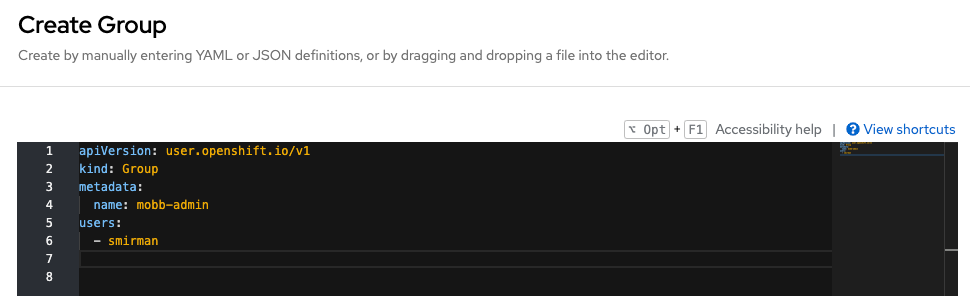 Create Group
Create by manually entering YAML or JSON definitions, or by dragging and dropping a file into the editor.
⌥ Opt + F1 Accessibility help | View shortcuts
1 apiVersion: user.openshift.io/v1
2 kind: Group
3 metadata:
4   name: mobb-admin
5 users:
6   - smirman
7
8